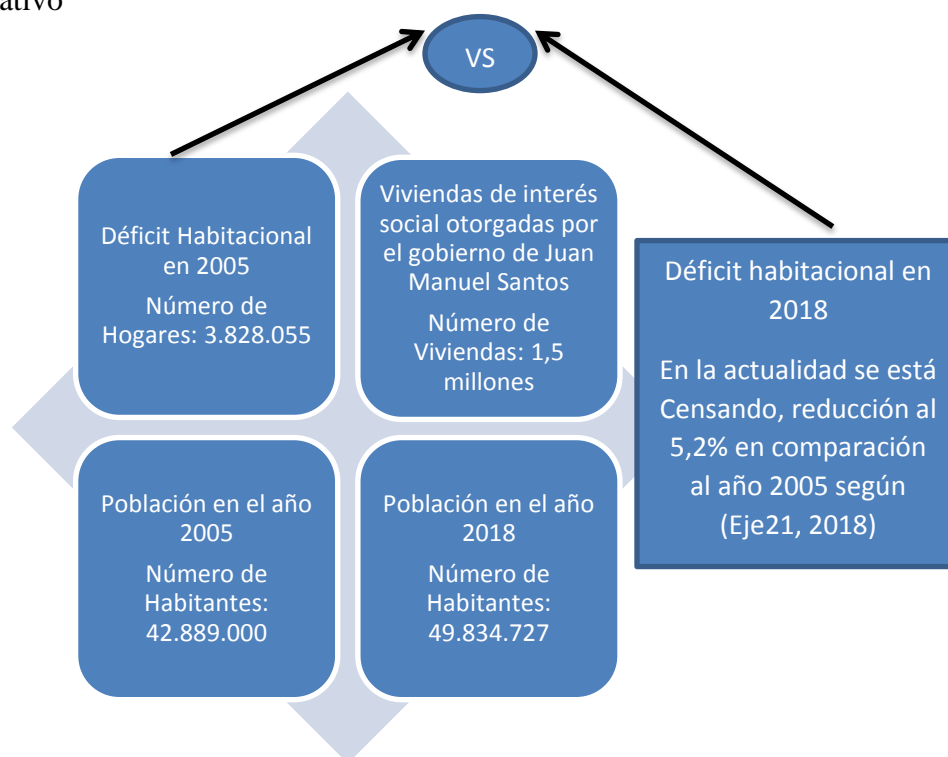 ativo
VS
Déficit Habitacional
en 2005
Número de
Hogares: 3.828.055
Viviendas de interés
social otorgadas por
el gobierno de Juan
Manuel Santos
Número de
Viviendas: 1,5
millones
Déficit habitacional en
2018
En la actualidad se está
Censando, reducción al
5,2% en comparación
al año 2005 según
(Eje21, 2018)
Población en el año
2005
Número de
Habitantes:
42.889.000
Población en el año
2018
Número de
Habitantes:
49.834.727